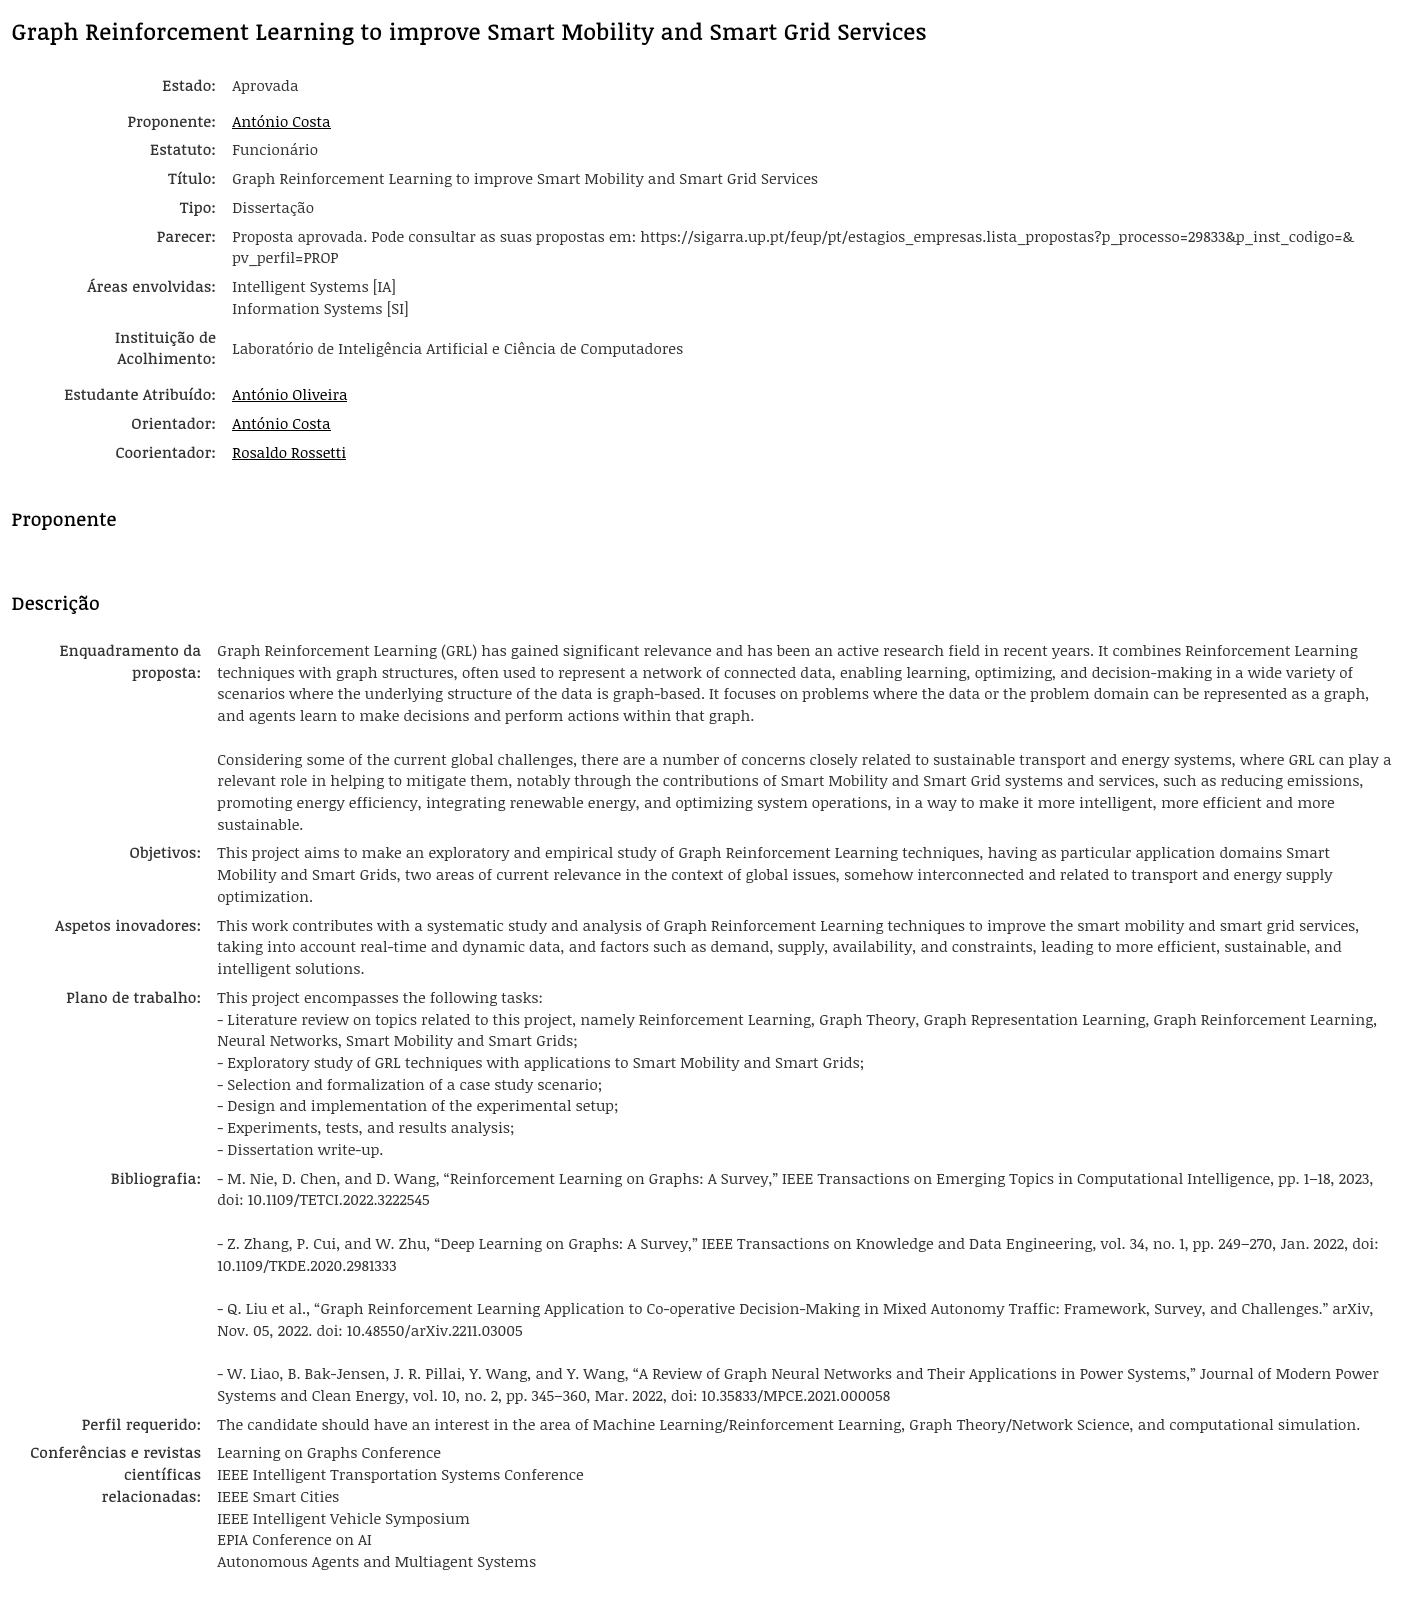 Graph Reinforcement Learning to improve Smart Mobility and Smart Grid Services
Estado: Aprovada
Proponente: António Costa
Estatuto: Funcionário
Título: Graph Reinforcement Learning to improve Smart Mobility and Smart Grid Services
Tipo: Dissertação
Parecer: Proposta aprovada. Pode consultar as suas propostas em: https://sigarra.up.pt/feup/pt/estagios_empresas.lista_propostas?p_processo=29833&p_inst_codigo=&
pv_perfil=PROP
Áreas envolvidas: Intelligent Systems [IA]
Information Systems [SI]
Instituição de
Acolhimento: Laboratório de Inteligência Artificial e Ciência de Computadores
Estudante Atribuído: António Oliveira
Orientador: António Costa
Coorientador: Rosaldo Rossetti
Proponente
Descrição
Enquadramento da
proposta:
Graph Reinforcement Learning (GRL) has gained significant relevance and has been an active research field in recent years. It combines Reinforcement Learning
techniques with graph structures, often used to represent a network of connected data, enabling learning, optimizing, and decision-making in a wide variety of
scenarios where the underlying structure of the data is graph-based. It focuses on problems where the data or the problem domain can be represented as a graph,
and agents learn to make decisions and perform actions within that graph.
Considering some of the current global challenges, there are a number of concerns closely related to sustainable transport and energy systems, where GRL can play a
relevant role in helping to mitigate them, notably through the contributions of Smart Mobility and Smart Grid systems and services, such as reducing emissions,
promoting energy efficiency, integrating renewable energy, and optimizing system operations, in a way to make it more intelligent, more efficient and more
sustainable.
Objetivos: This project aims to make an exploratory and empirical study of Graph Reinforcement Learning techniques, having as particular application domains Smart
Mobility and Smart Grids, two areas of current relevance in the context of global issues, somehow interconnected and related to transport and energy supply
optimization.
Aspetos inovadores: This work contributes with a systematic study and analysis of Graph Reinforcement Learning techniques to improve the smart mobility and smart grid services,
taking into account real-time and dynamic data, and factors such as demand, supply, availability, and constraints, leading to more efficient, sustainable, and
intelligent solutions.
Plano de trabalho: This project encompasses the following tasks:
- Literature review on topics related to this project, namely Reinforcement Learning, Graph Theory, Graph Representation Learning, Graph Reinforcement Learning,
Neural Networks, Smart Mobility and Smart Grids;
- Exploratory study of GRL techniques with applications to Smart Mobility and Smart Grids;
- Selection and formalization of a case study scenario;
- Design and implementation of the experimental setup;
- Experiments, tests, and results analysis;
- Dissertation write-up.
Bibliografia: - M. Nie, D. Chen, and D. Wang, “Reinforcement Learning on Graphs: A Survey,” IEEE Transactions on Emerging Topics in Computational Intelligence, pp. 1–18, 2023,
doi: 10.1109/TETCI.2022.3222545
- Z. Zhang, P. Cui, and W. Zhu, “Deep Learning on Graphs: A Survey,” IEEE Transactions on Knowledge and Data Engineering, vol. 34, no. 1, pp. 249–270, Jan. 2022, doi:
10.1109/TKDE.2020.2981333
- Q. Liu et al., “Graph Reinforcement Learning Application to Co-operative Decision-Making in Mixed Autonomy Traffic: Framework, Survey, and Challenges.” arXiv,
Nov. 05, 2022. doi: 10.48550/arXiv.2211.03005
- W. Liao, B. Bak-Jensen, J. R. Pillai, Y. Wang, and Y. Wang, “A Review of Graph Neural Networks and Their Applications in Power Systems,” Journal of Modern Power
Systems and Clean Energy, vol. 10, no. 2, pp. 345–360, Mar. 2022, doi: 10.35833/MPCE.2021.000058
Perfil requerido: The candidate should have an interest in the area of Machine Learning/Reinforcement Learning, Graph Theory/Network Science, and computational simulation.
Conferências e revistas
científicas
relacionadas:
Learning on Graphs Conference
IEEE Intelligent Transportation Systems Conference
IEEE Smart Cities
IEEE Intelligent Vehicle Symposium
EPIA Conference on AI
Autonomous Agents and Multiagent Systems